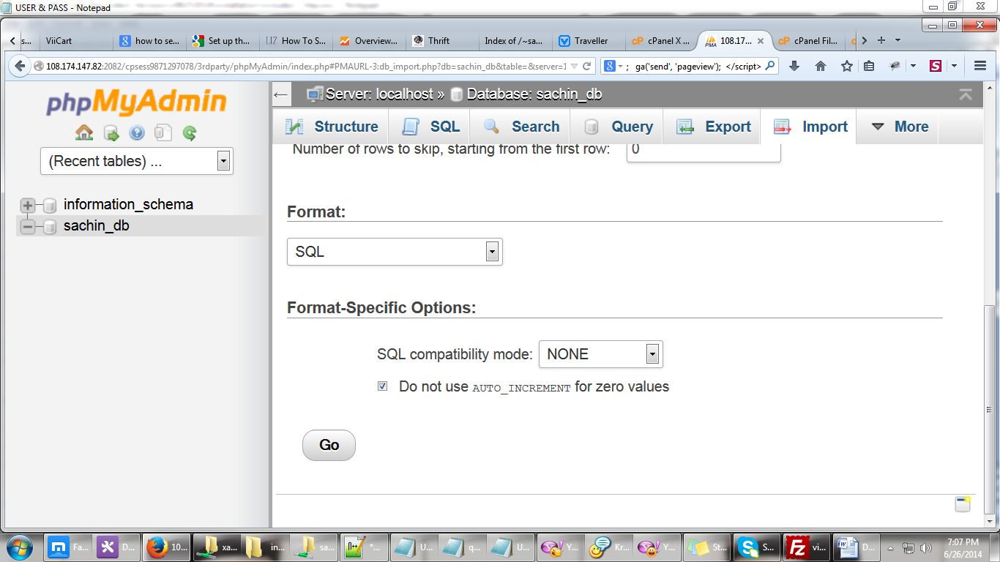 USER & PASS - Notepad
s... ViiCart how to se... Set up th... How To S... Overview... Thrift Index of /~sa... Traveller cPanel X ... 108.17... cPanel Fil...
108.174.147.82:2082/cpsess9871297078/3rdparty/phpMyAdmin/index.php#PMAURL-3:db_import.php?db=sachin_db&table=&server=1
; ga('send', 'pageview'); </script>
phpMyAdmin
Server: localhost » Database: sachin_db
Structure SQL Search Query Export Import More
(Recent tables) ...
Number of rows to skip, starting from the first row: 0
information_schema
sachin_db
Format:
SQL
Format-Specific Options:
SQL compatibility mode: NONE
Do not use AUTO_INCREMENT for zero values
Go
Fa... D... 10... xa... in... sa... "... U... q... U... Y... Kr... Y... St... S... vi... D...
7:07 PM
6/26/2014